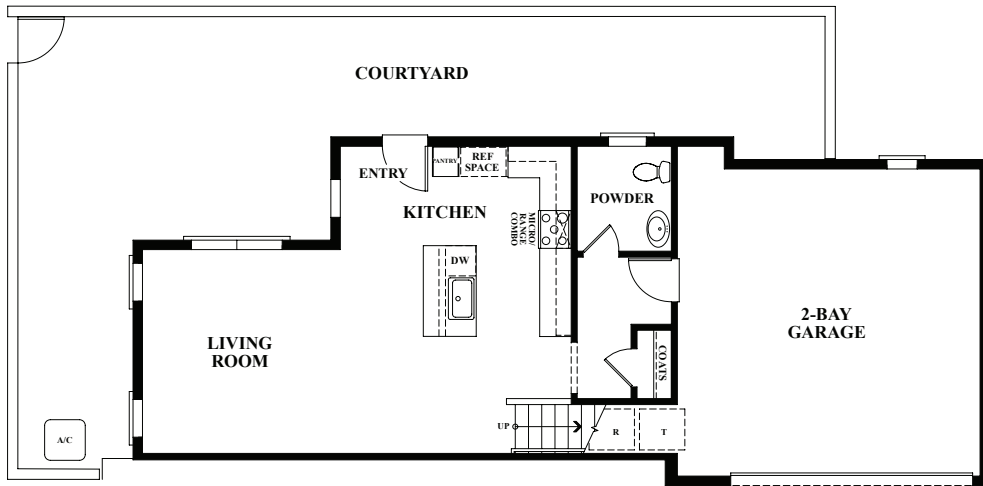 COURTYARD
ENTRY
PANTRY
REF
SPACE
KITCHEN
MICRO/
RANGE
COMBO
POWDER
DW
LIVING
ROOM
2-BAY
GARAGE
COATS
UP
R
T
A/C